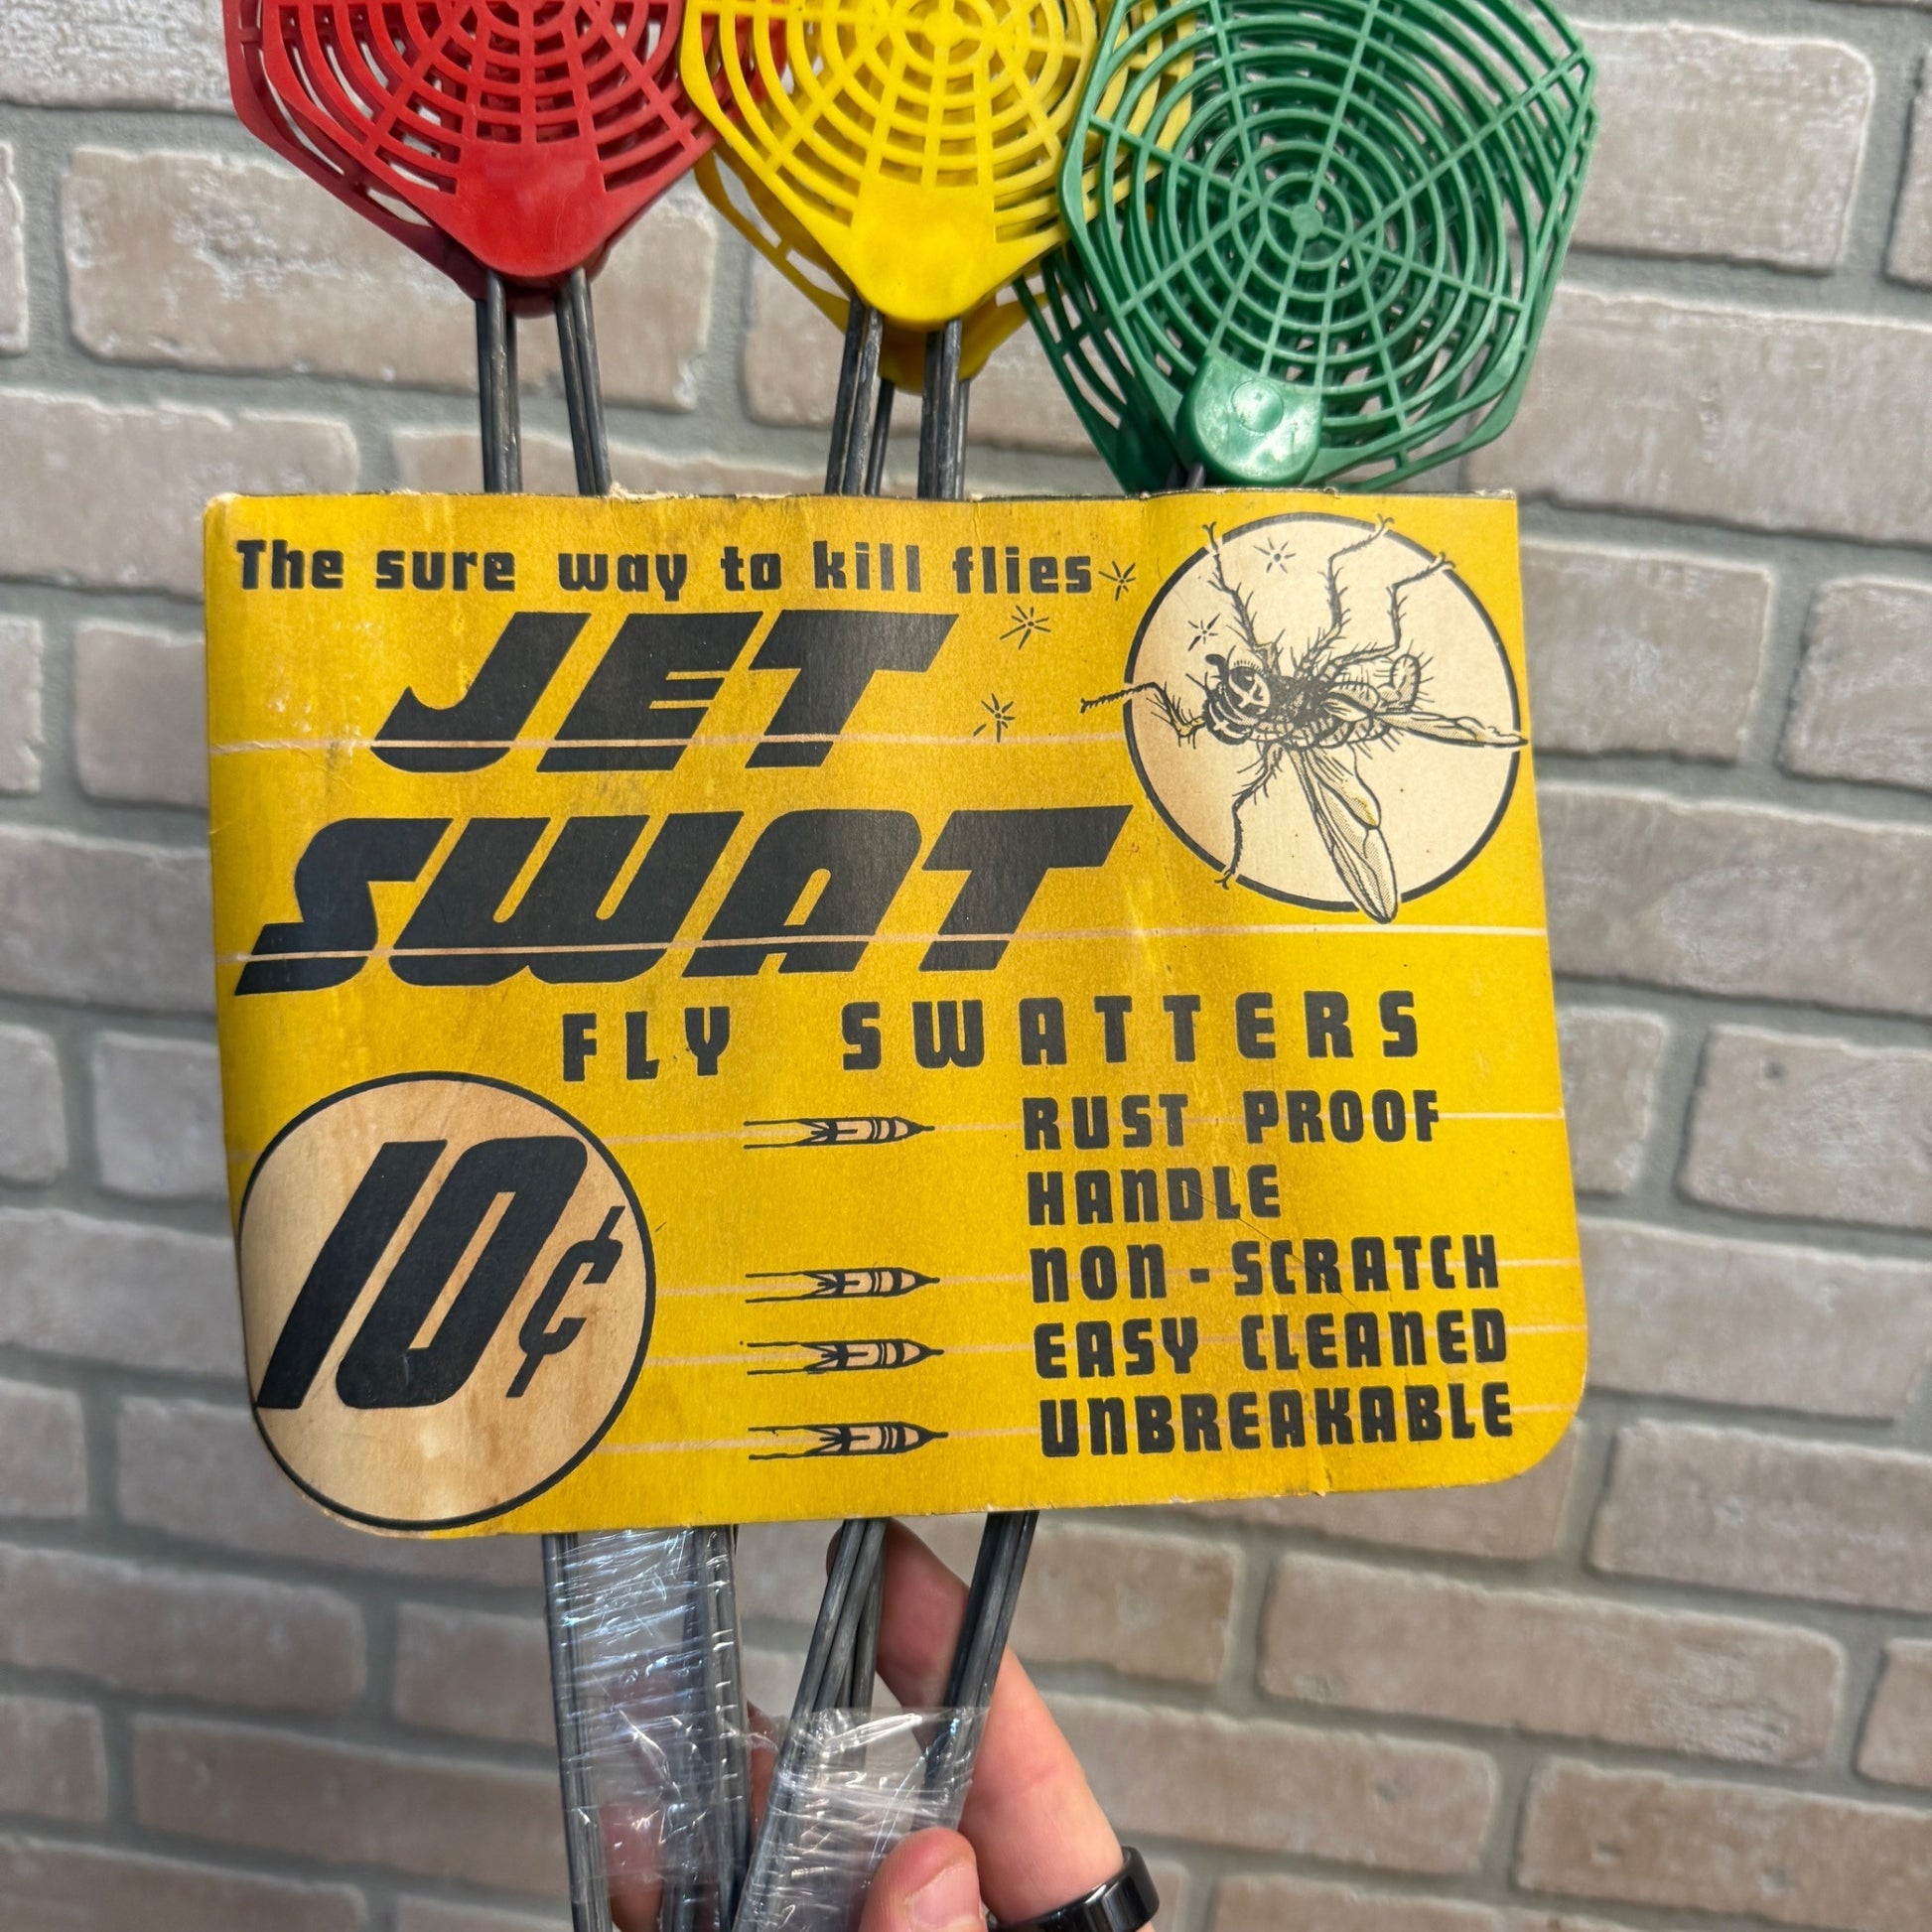 The sure way to kill flies
JET
SWAT
FLY SWATTERS
10¢
RUST PROOF
HANDLE
NON-SCRATCH
EASY CLEANED
UNBREAKABLE